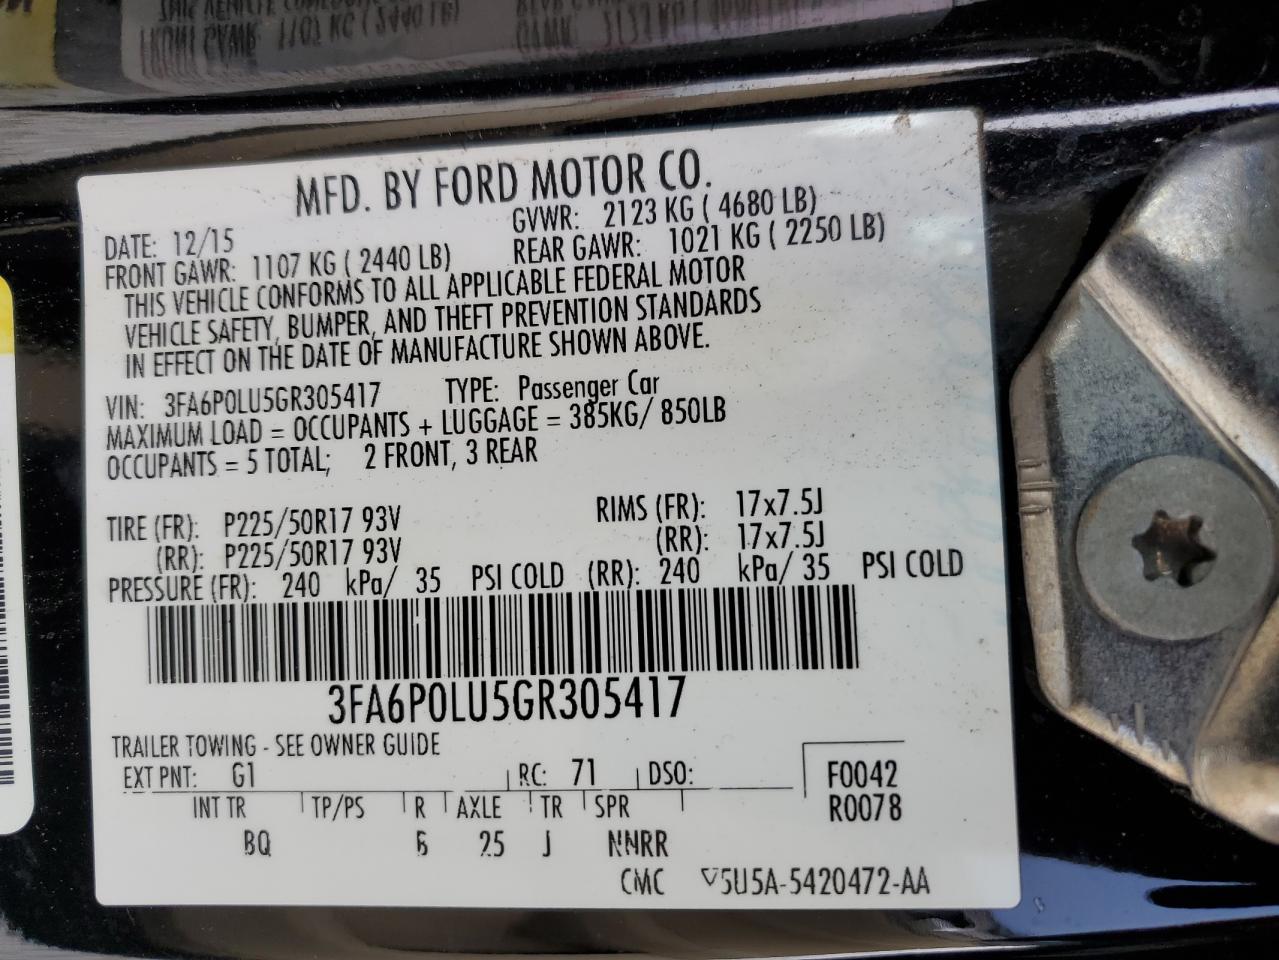 MFD. BY FORD MOTOR CO.
DATE: 12/15 GVWR: 2123 KG ( 4680 LB)
FRONT GAWR: 1107 KG ( 2440 LB) REAR GAWR: 1021 KG ( 2250 LB)
THIS VEHICLE CONFORMS TO ALL APPLICABLE FEDERAL MOTOR
VEHICLE SAFETY, BUMPER, AND THEFT PREVENTION STANDARDS
IN EFFECT ON THE DATE OF MANUFACTURE SHOWN ABOVE.
VIN: 3FA6P0LU5GR305417 TYPE: Passenger Car
MAXIMUM LOAD = OCCUPANTS + LUGGAGE = 385KG/ 850LB
OCCUPANTS = 5 TOTAL; 2 FRONT, 3 REAR
TIRE (FR): P225/50R17 93V RIMS (FR): 17x7.5J
(RR): P225/50R17 93V (RR): 17x7.5J
PRESSURE (FR): 240 kPa/ 35 PSI COLD (RR): 240 kPa/ 35 PSI COLD
3FA6P0LU5GR305417
TRAILER TOWING - SEE OWNER GUIDE
EXT PNT: G1 RC: 71 DSO: F0042
INT TR TP/PS R AXLE TR SPR R0078
BQ 25 J NNRR
CMC 5U5A-5420472-AA